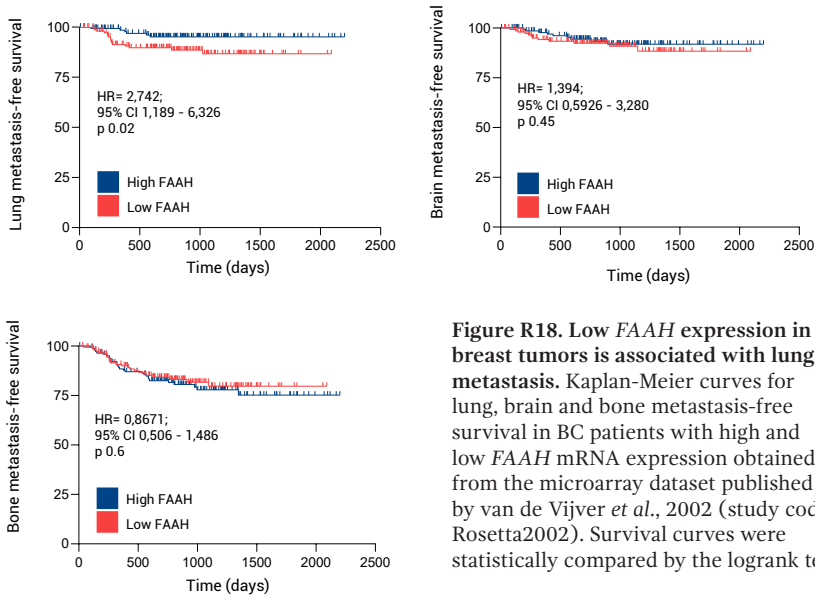 Lung metastasis-free survival
100
75
50
25
0
HR= 2,742;
95% CI 1,189 - 6,326
p 0.02
High FAAH
Low FAAH
0 500 1000 1500 2000 2500
Time (days)
Brain metastasis-free survival
100
75
50
25
0
HR= 1,394;
95% CI 0,5926 - 3,280
p 0.45
High FAAH
Low FAAH
0 500 1000 1500 2000 2500
Time (days)
Bone metastasis-free survival
100
75
50
25
0
HR= 0,8671;
95% CI 0,506 - 1,486
p 0.6
High FAAH
Low FAAH
0 500 1000 1500 2000 2500
Time (days)
Figure R18. Low FAAH expression in
breast tumors is associated with lung
metastasis. Kaplan-Meier curves for
lung, brain and bone metastasis-free
survival in BC patients with high and
low FAAH mRNA expression obtained
from the microarray dataset published
by van de Vijver et al., 2002 (study cod
Rosetta2002). Survival curves were
statistically compared by the logrank te